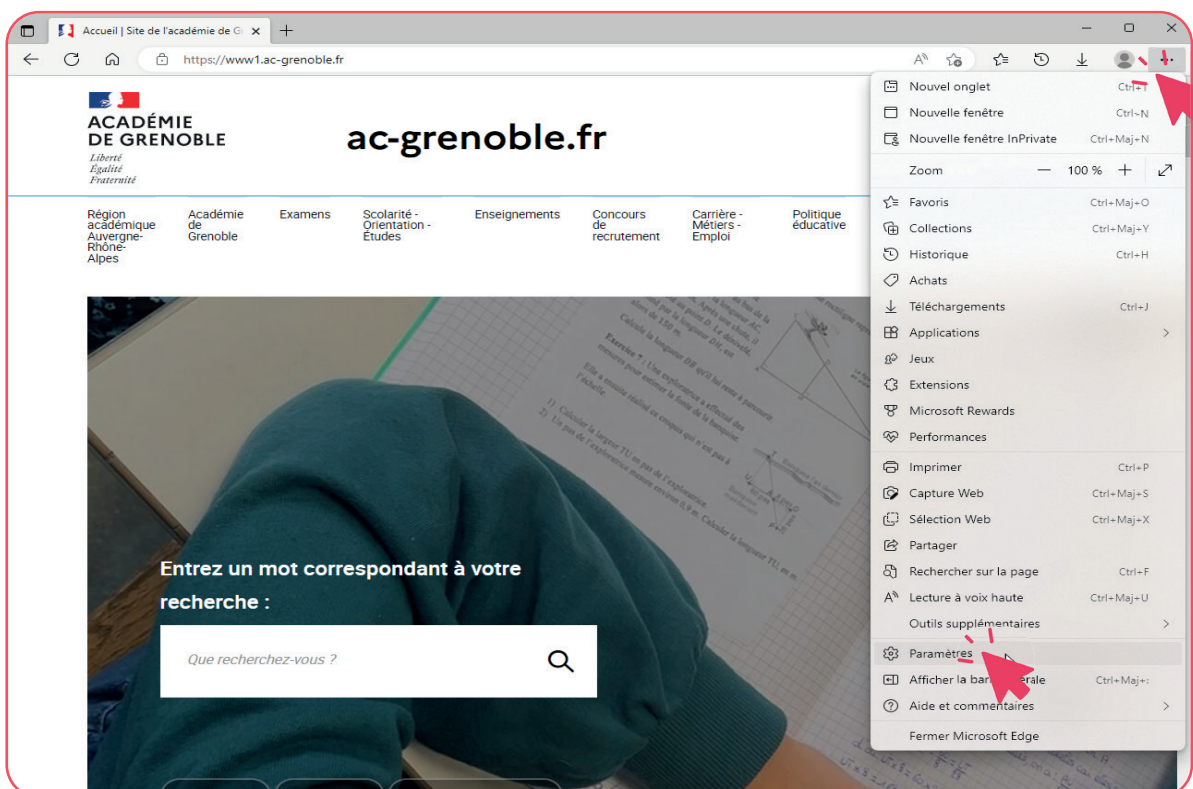 Accueil | Site de l'académie de G
https://www1.ac-grenoble.fr
ACADÉMIE
DE GRENOBLE
Liberté
Égalité
Fraternité
ac-grenoble.fr
Région
académique
Auvergne-
Rhône-
Alpes
Académie
de
Grenoble
Examens
Scolarité -
Orientation -
Études
Enseignements
Concours
de
recrutement
Carrière -
Métiers -
Emploi
Politique
éducative
Entrez un mot correspondant à votre
recherche :
Que recherchez-vous ?
Nouvel onglet Ctrl+T
Nouvelle fenêtre Ctrl+N
Nouvelle fenêtre InPrivate Ctrl+Maj+N
Zoom — 100 % +
Favoris Ctrl+Maj+O
Collections Ctrl+Maj+Y
Historique Ctrl+H
Achats
Téléchargements Ctrl+J
Applications
Jeux
Extensions
Microsoft Rewards
Performances
Imprimer Ctrl+P
Capture Web Ctrl+Maj+S
Sélection Web Ctrl+Maj+X
Partager
Rechercher sur la page Ctrl+F
Lecture à voix haute Ctrl+Maj+U
Outils supplémentaires
Paramètres
Afficher la barre latérale Ctrl+Maj+:
Aide et commentaires
Fermer Microsoft Edge